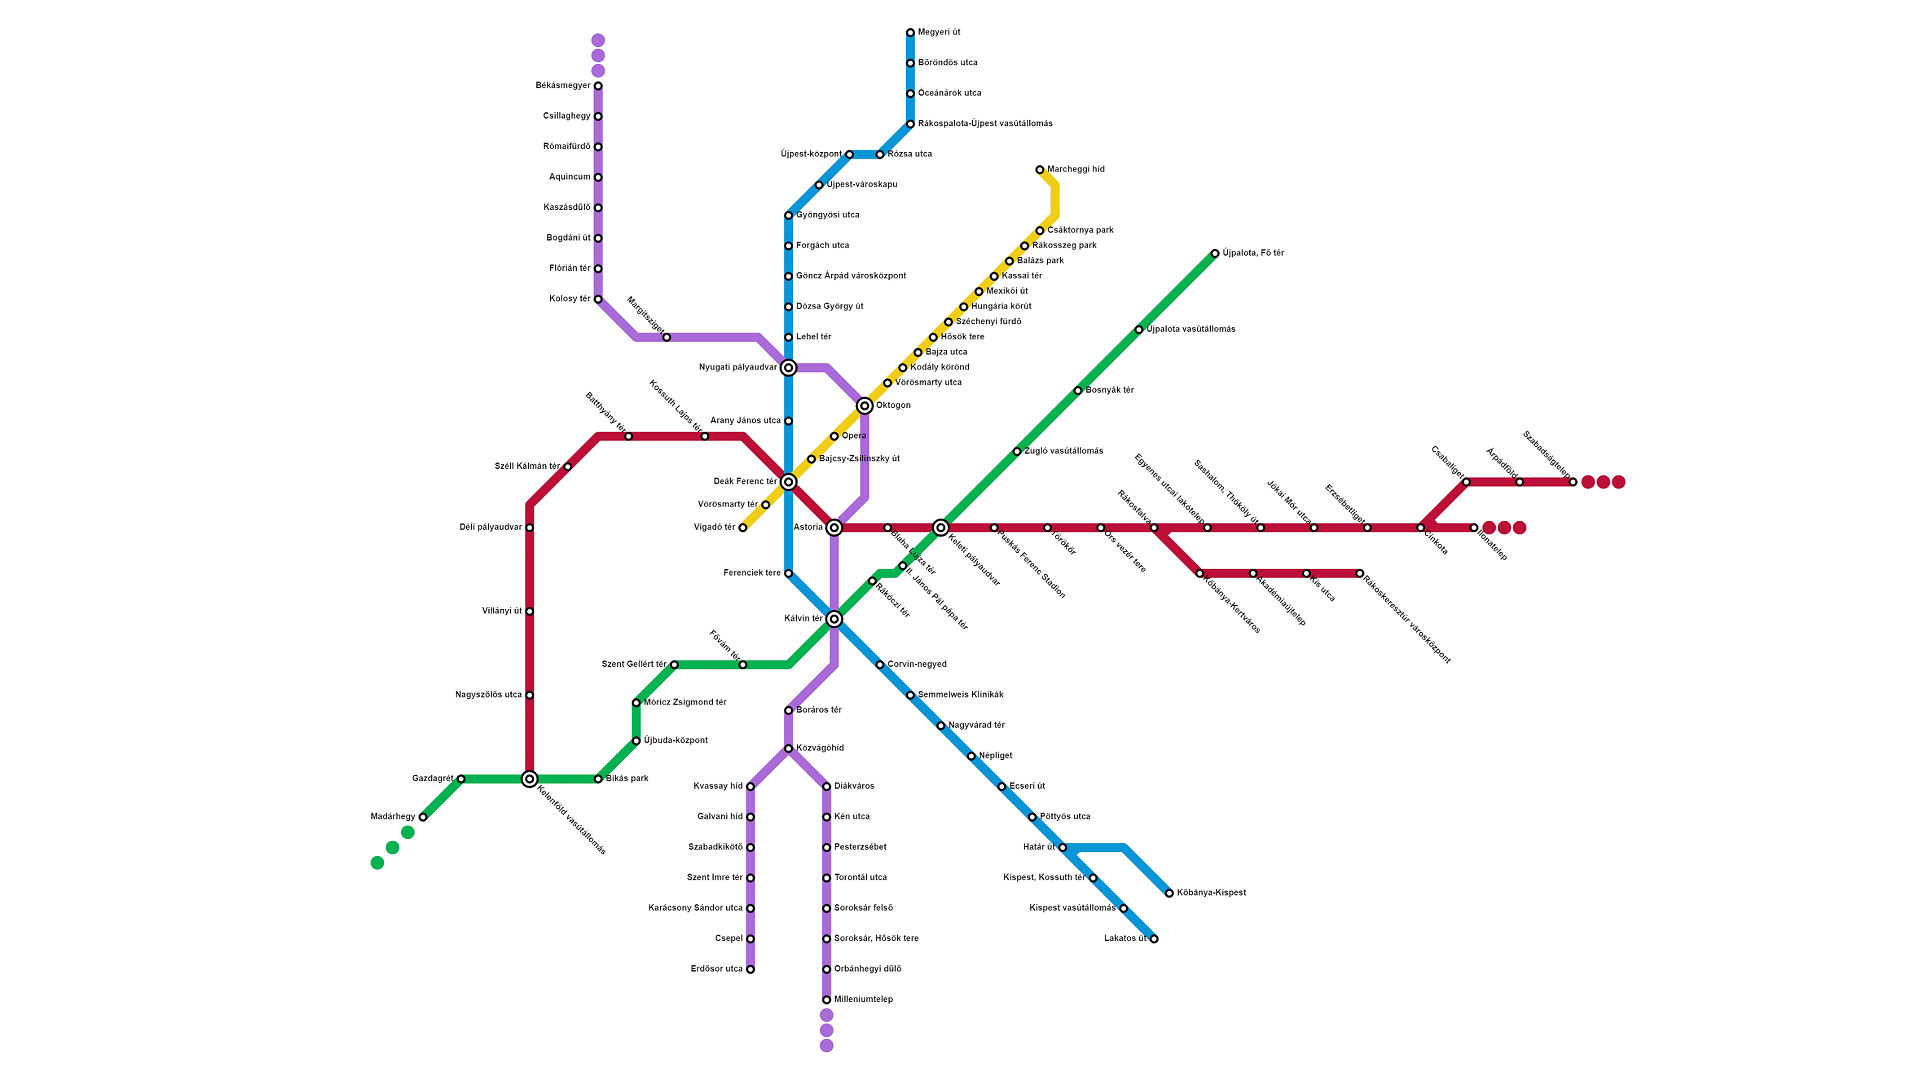 Megyeri út
Böröndös utca
Óceánárok utca
Rákospalota-Újpest vasútállomás
Rózsa utca
Újpest-központ
Újpest-városkapu
Gyöngyösi utca
Forgách utca
Göncz Árpád városközpont
Dózsa György út
Lehel tér
Nyugati pályaudvar
Arany János utca
Deák Ferenc tér
Ferenciek tere
Kálvin tér
Corvin-negyed
Semmelweis Klinikák
Nagyvárad tér
Népliget
Ecseri út
Pöttyös utca
Határ út
Kispest, Kossuth tér
Kispest vasútállomás
Lakatos út
Kőbánya-Kispest
Békásmegyer
Csillaghegy
Rómaifürdő
Aquincum
Kaszásdűlő
Bogdáni út
Flórián tér
Kolosy tér
Margitsziget
Oktogon
Astoria
Boráros tér
Közvágóhíd
Kvassay híd
Galvani híd
Szabadkikötő
Szent Imre tér
Karácsony Sándor utca
Csepel
Erdősor utca
Diákváros
Kén utca
Pesterzsébet
Torontál utca
Soroksár felső
Soroksár, Hősök tere
Orbánhegyi dűlő
Milleniumtelep
Marcheggi híd
Csáktornya park
Rákosszeg park
Balázs park
Kassai tér
Mexikói út
Hungária körút
Széchenyi fürdő
Hősök tere
Bajza utca
Kodály körönd
Vörösmarty utca
Opera
Bajcsy-Zsilinszky út
Vörösmarty tér
Vigadó tér
Újpalota, Fő tér
Újpalota vasútállomás
Bosnyák tér
Zugló vasútállomás
Keleti pályaudvar
II. János Pál pápa tér
Rákóczi tér
Fővám tér
Szent Gellért tér
Móricz Zsigmond tér
Újbuda-központ
Bikás park
Kelenföld vasútállomás
Gazdagrét
Madárhegy
Nagyszőlős utca
Villányi út
Déli pályaudvar
Széll Kálmán tér
Batthyány tér
Kossuth Lajos tér
Blaha Lujza tér
Puskás Ferenc Stadion
Törökőr
Örs vezér tere
Rákosfalva
Egyenes utcai lakótelep
Sashalom, Thököly út
Jókai Mór utca
Erzsébetliget
Cinkota
Ilonatelep
Csabaliget
Árpádföld
Szabadságtelep
Kőbánya-Kertváros
Akadémiaújtelep
Kis utca
Rákoskeresztúr városközpont